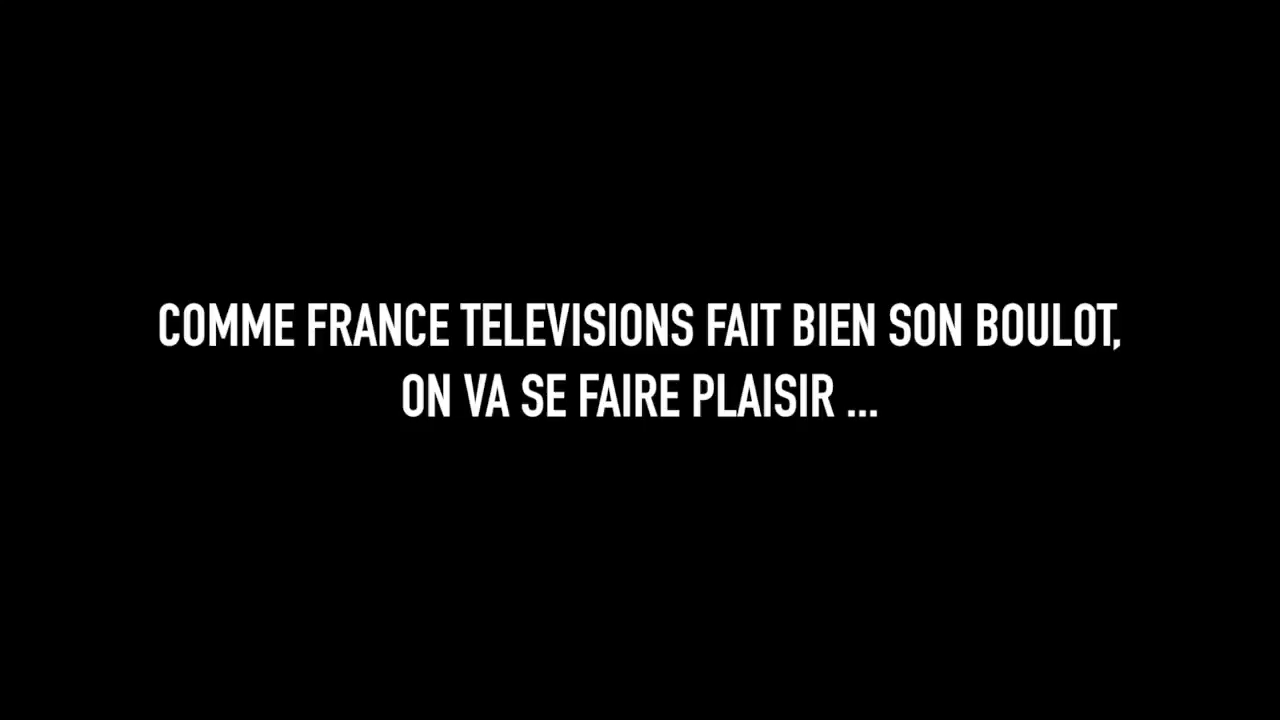 COMME FRANCE TELEVISIONS FAIT BIEN SON BOULOT,
ON VA SE FAIRE PLAISIR ...